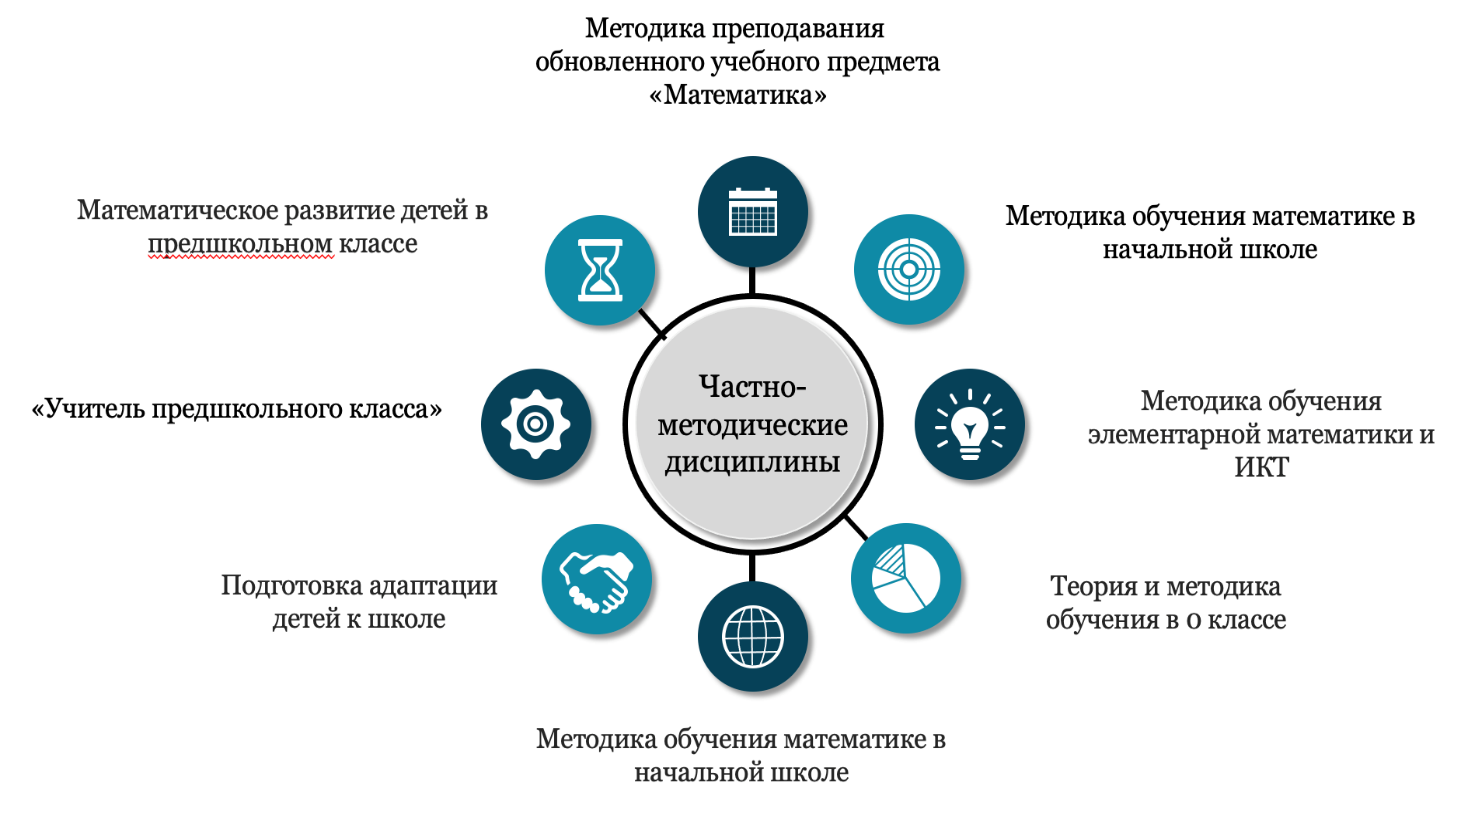 Методика преподавания
обновленного учебного предмета
«Математика»
Математическое развитие детей в
предшкольном классе
Методика обучения математике в
начальной школе
«Учитель предшкольного класса»
Частно-
методические
дисциплины
Методика обучения
элементарной математики и
ИКТ
Подготовка адаптации
детей к школе
Теория и методика
обучения в 0 классе
Методика обучения математике в
начальной школе